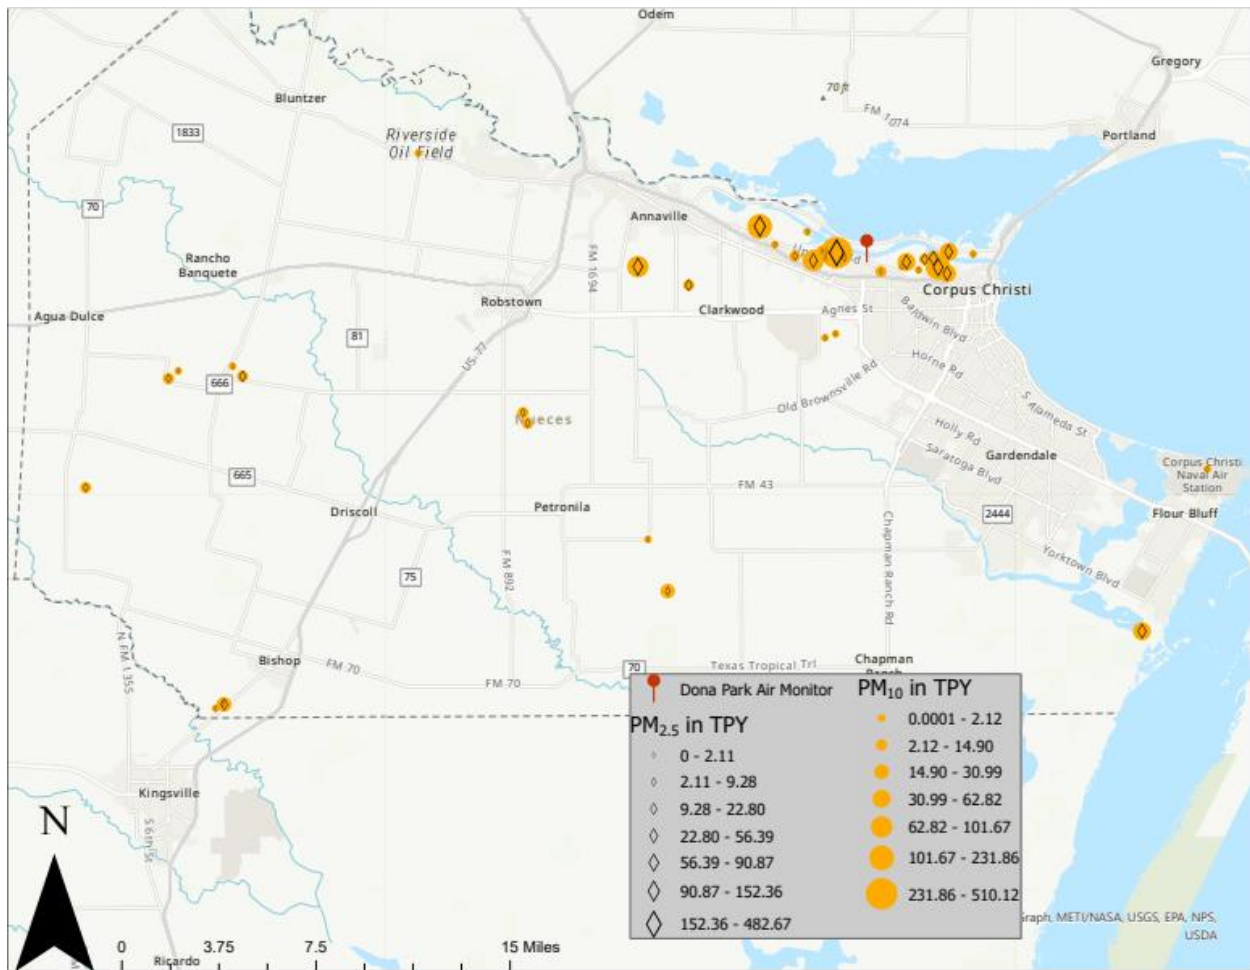 Odem
Gregory
70 ft
Bluntzer
FM 1074
1833
Riverside
Oil Field
Portland
70
Annaville
Rancho
Banquete
FM 1694
Corpus Christi
Robstown
Clarkwood
Agnes St
Agua Dulce
Baldwin Blvd
81
US-77
Horne Rd
666
Old Brownsville Rd
S Alameda St
Nueces
Holly Rd
Gardendale
Saratoga Blvd
Corpus Christi
Naval Air
Station
665
FM 43
Driscoll
Petronila
2444
Flour Bluff
Chapman Ranch Rd
Yorktown Blvd
FM 892
75
N FM 1355
Bishop
FM 70
FM 70
70
Texas Tropical Trl
Chapman
Dona Park Air Monitor
PM2.5 in TPY
0 - 2.11
2.11 - 9.28
9.28 - 22.80
22.80 - 56.39
56.39 - 90.87
90.87 - 152.36
152.36 - 482.67
PM10 in TPY
0.0001 - 2.12
2.12 - 14.90
14.90 - 30.99
30.99 - 62.82
62.82 - 101.67
101.67 - 231.86
231.86 - 510.12
Kingsville
S 6th St
N
METI/NASA, USGS, EPA, NPS,
USDA
0 3.75 7.5 15 Miles
Ricardo